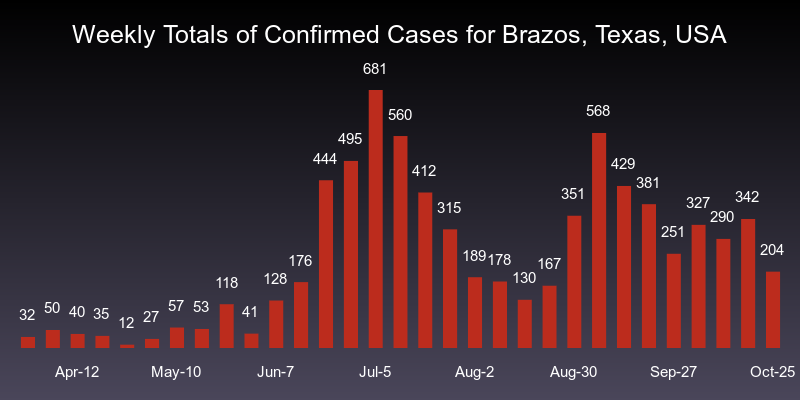 Weekly Totals of Confirmed Cases for Brazos, Texas, USA
32 50 40 35 12 27 57 53 118 41 128 176 444 495 681 560 412 315 189 178 130 167 351 568 429 381 251 327 290 342 204
Apr-12 May-10 Jun-7 Jul-5 Aug-2 Aug-30 Sep-27 Oct-25